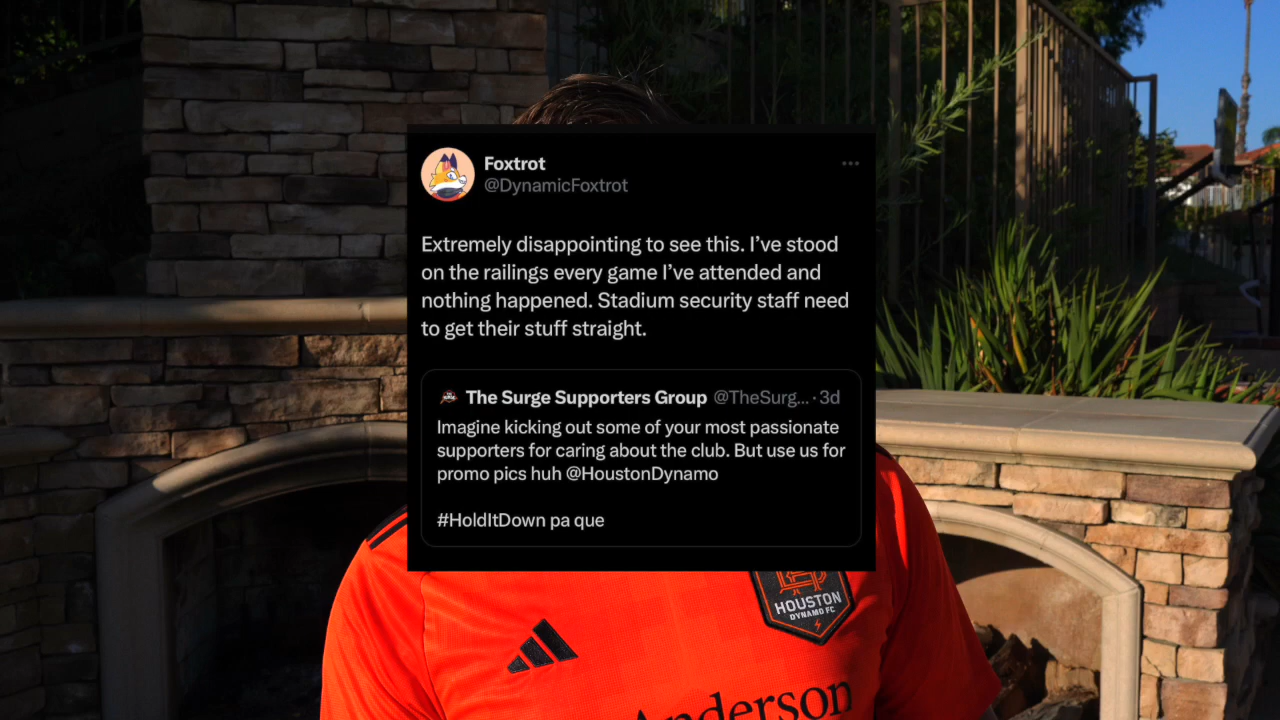 Foxtrot
@DynamicFoxtrot
Extremely disappointing to see this. I’ve stood
on the railings every game I’ve attended and
nothing happened. Stadium security staff need
to get their stuff straight.
The Surge Supporters Group @TheSurg... · 3d
Imagine kicking out some of your most passionate
supporters for caring about the club. But use us for
promo pics huh @HoustonDynamo
#HoldItDown pa que
HOUSTON
DYNAMO FC
Anderson